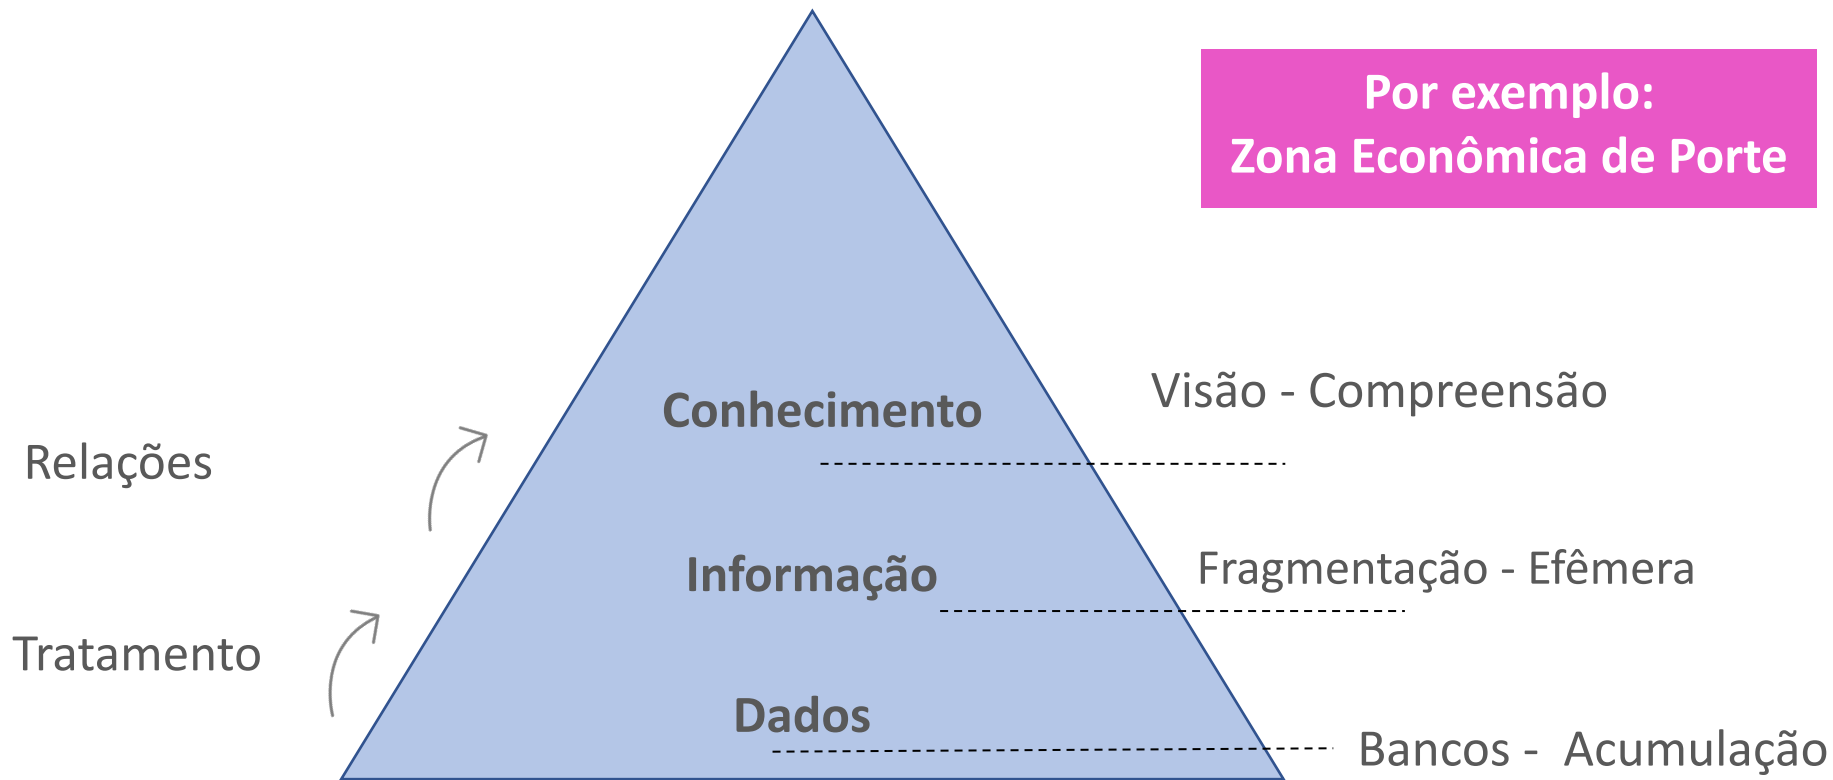 Por exemplo:
Zona Econômica de Porte
Visão - Compreensão
Conhecimento
Relações
Fragmentação - Efêmera
Informação
Tratamento
Dados
Bancos -  Acumulação